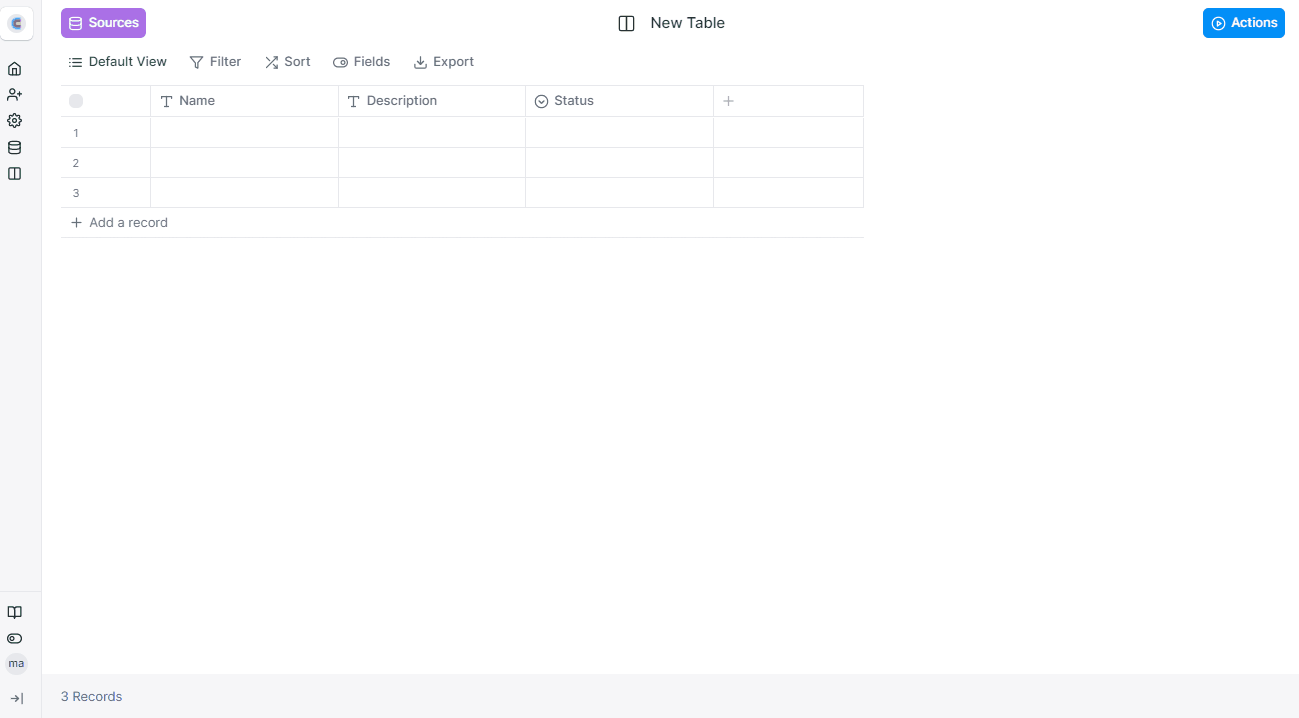 Sources
New Table
Actions
Default View Filter Sort Fields Export
Name Description Status
1
2
3
Add a record
ma
3 Records